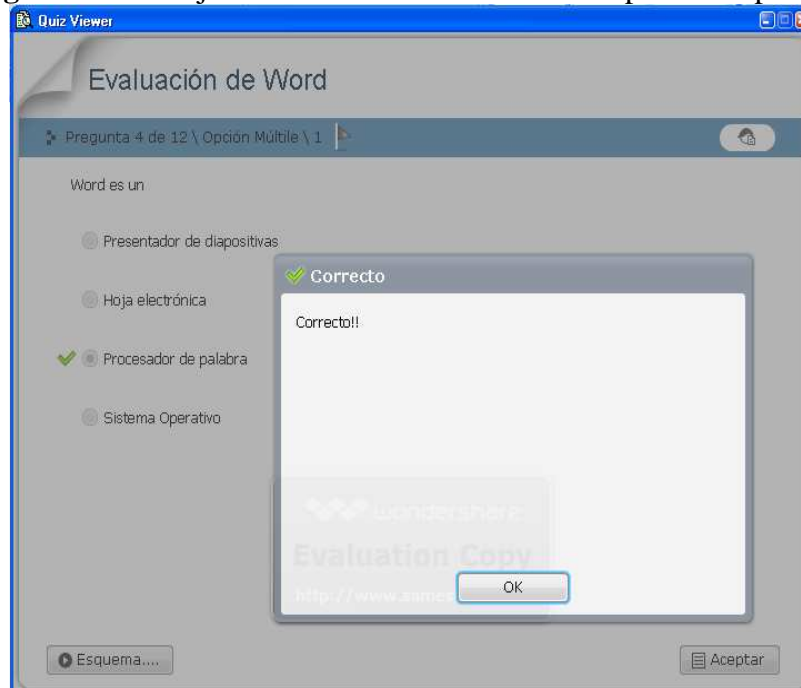 Quiz Viewer
Evaluación de Word
Pregunta 4 de 12 \ Opción Múltile \ 1
Word es un
Presentador de diapositivas
Hoja electrónica
Procesador de palabra
Sistema Operativo
Correcto
Correcto!!
wondershare
Evaluation Copy
OK
Esquema....
Aceptar